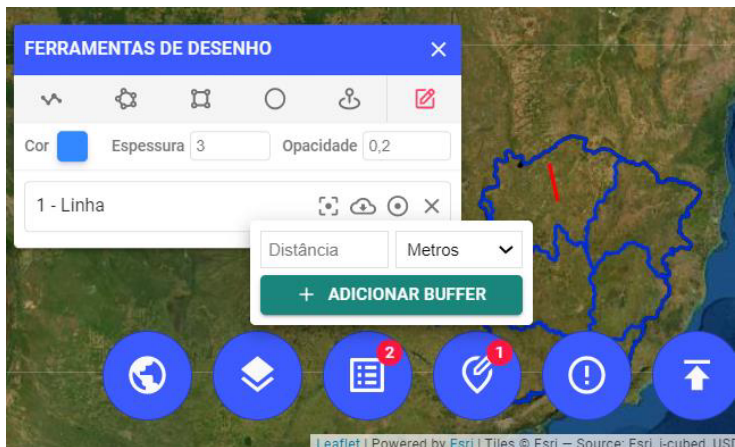 FERRAMENTAS DE DESENHO
Cor Espessura 3 Opacidade 0,2
1 - Linha
Distância Metros
+ ADICIONAR BUFFER
2 1
Leaflet | Powered by Esri | Tiles © Esri — Source: Esri, i-cubed, USD